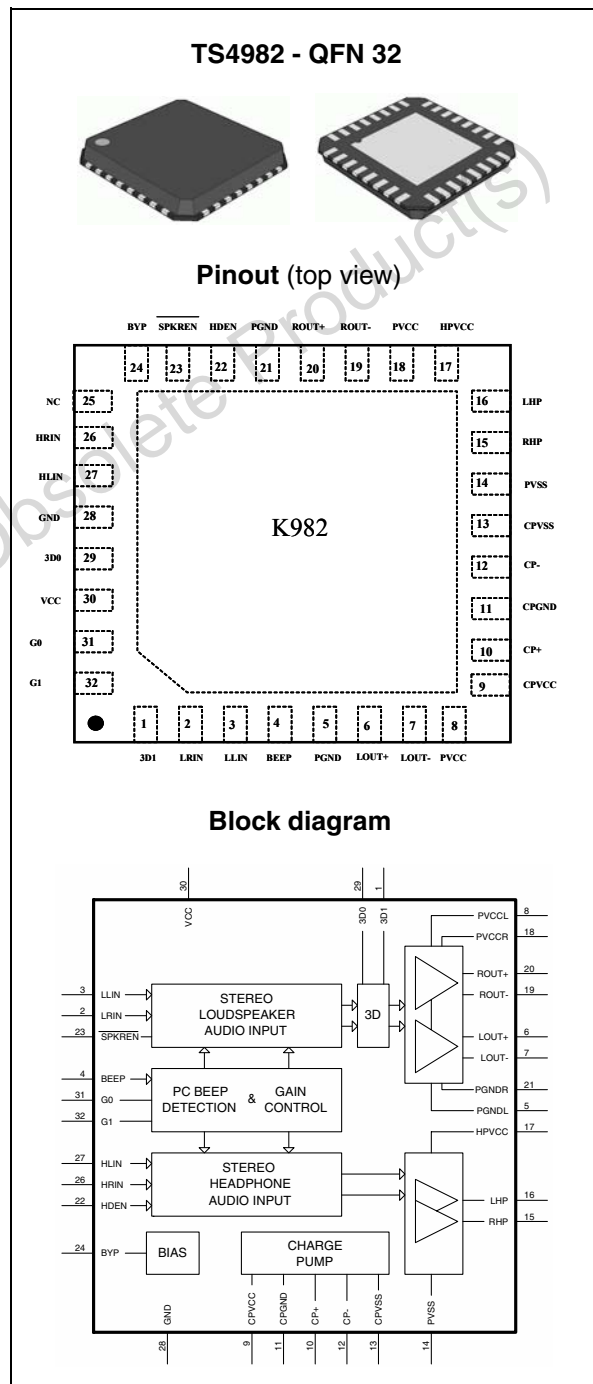 TS4982 - QFN 32
Pinout (top view)
BYP SPKREN HDEN PGND ROUT+ ROUT- PVCC HPVCC
24 23 22 21 20 19 18 17
NC 25
HRIN 26
HLIN 27
GND 28
3D0 29
VCC 30
G0 31
G1 32
K982
16 LHP
15 RHP
14 PVSS
13 CPVSS
12 CP-
11 CPGND
10 CP+
9 CPVCC
1 2 3 4 5 6 7 8
3D1 LRIN LLIN BEEP PGND LOUT+ LOUT- PVCC
Block diagram
30 29 1
VCC 3D0 3D1
3 LLIN
2 LRIN
23 SPKREN
STEREO
LOUDSPEAKER
AUDIO INPUT
3D
PVCCL 8
PVCCR 18
ROUT+ 20
ROUT- 19
LOUT+ 6
LOUT- 7
PGNDR 21
PGNDL 5
4 BEEP
31 G0
32 G1
PC BEEP & GAIN
DETECTION CONTROL
27 HLIN
26 HRIN
22 HDEN
STEREO
HEADPHONE
AUDIO INPUT
HPVCC 17
LHP 16
RHP 15
24 BYP
BIAS
CHARGE
PUMP
GND CPVCC CPGND CP+ CP- CPVSS PVSS
28 9 11 10 12 13 14
Obsolete Product(s)